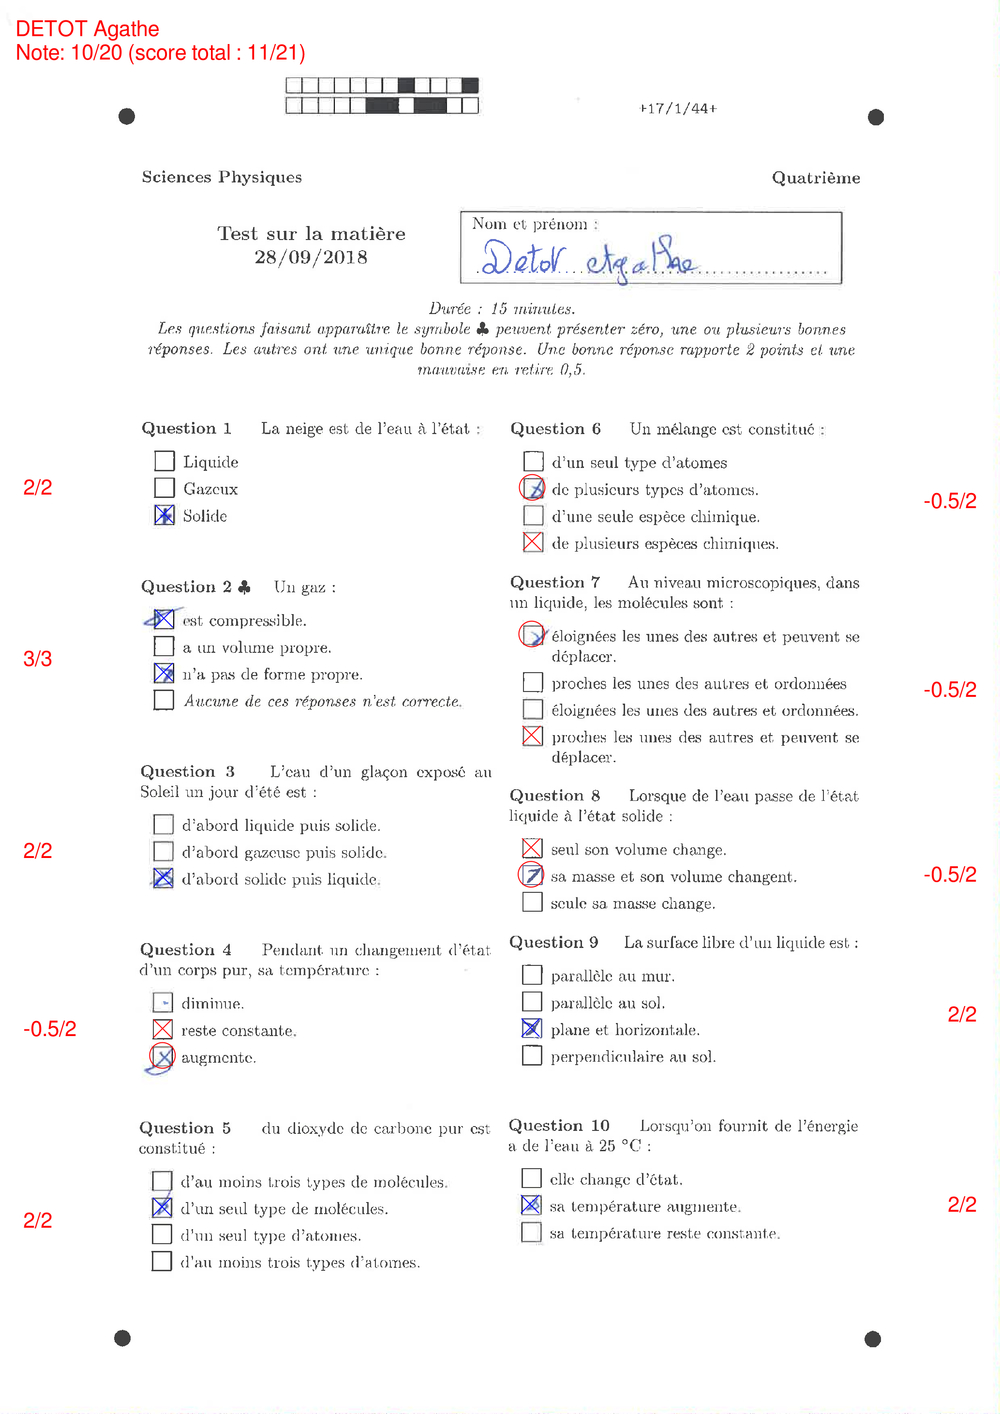 DETOT Agathe
Note: 10/20 (score total : 11/21)
+17/1/44+
Sciences Physiques
Quatrième
Test sur la matière
28/09/2018
Nom et prénom :
Detot Agathe
Durée : 15 minutes.
Les questions faisant apparaître le symbole ♣ peuvent présenter zéro, une ou plusieurs bonnes
réponses. Les autres ont une unique bonne réponse. Une bonne réponse rapporte 2 points et une
mauvaise en retire 0,5.
Question 1 La neige est de l'eau à l'état :
Liquide
2/2
Gazeux
Solide
Question 2 ♣ Un gaz :
est compressible.
a un volume propre.
3/3
n'a pas de forme propre.
Aucune de ces réponses n'est correcte.
Question 3 L'eau d'un glaçon exposé au
Soleil un jour d'été est :
d'abord liquide puis solide.
2/2
d'abord gazeuse puis solide.
d'abord solide puis liquide.
Question 4 Pendant un changement d'état
d'un corps pur, sa température :
diminue.
-0.5/2
reste constante.
augmente.
Question 5 du dioxyde de carbone pur est
constitué :
d'au moins trois types de molécules.
d'un seul type de molécules.
2/2
d'un seul type d'atomes.
d'au moins trois types d'atomes.
Question 6 Un mélange est constitué :
d'un seul type d'atomes
de plusieurs types d'atomes.
-0.5/2
d'une seule espèce chimique.
de plusieurs espèces chimiques.
Question 7 Au niveau microscopiques, dans
un liquide, les molécules sont :
éloignées les unes des autres et peuvent se
déplacer.
proches les unes des autres et ordonnées
-0.5/2
éloignées les unes des autres et ordonnées.
proches les unes des autres et peuvent se
déplacer.
Question 8 Lorsque de l'eau passe de l'état
liquide à l'état solide :
seul son volume change.
sa masse et son volume changent.
-0.5/2
seule sa masse change.
Question 9 La surface libre d'un liquide est :
parallèle au mur.
parallèle au sol.
2/2
plane et horizontale.
perpendiculaire au sol.
Question 10 Lorsqu'on fournit de l'énergie
a de l'eau à 25 °C :
elle change d'état.
sa température augmente.
2/2
sa température reste constante.